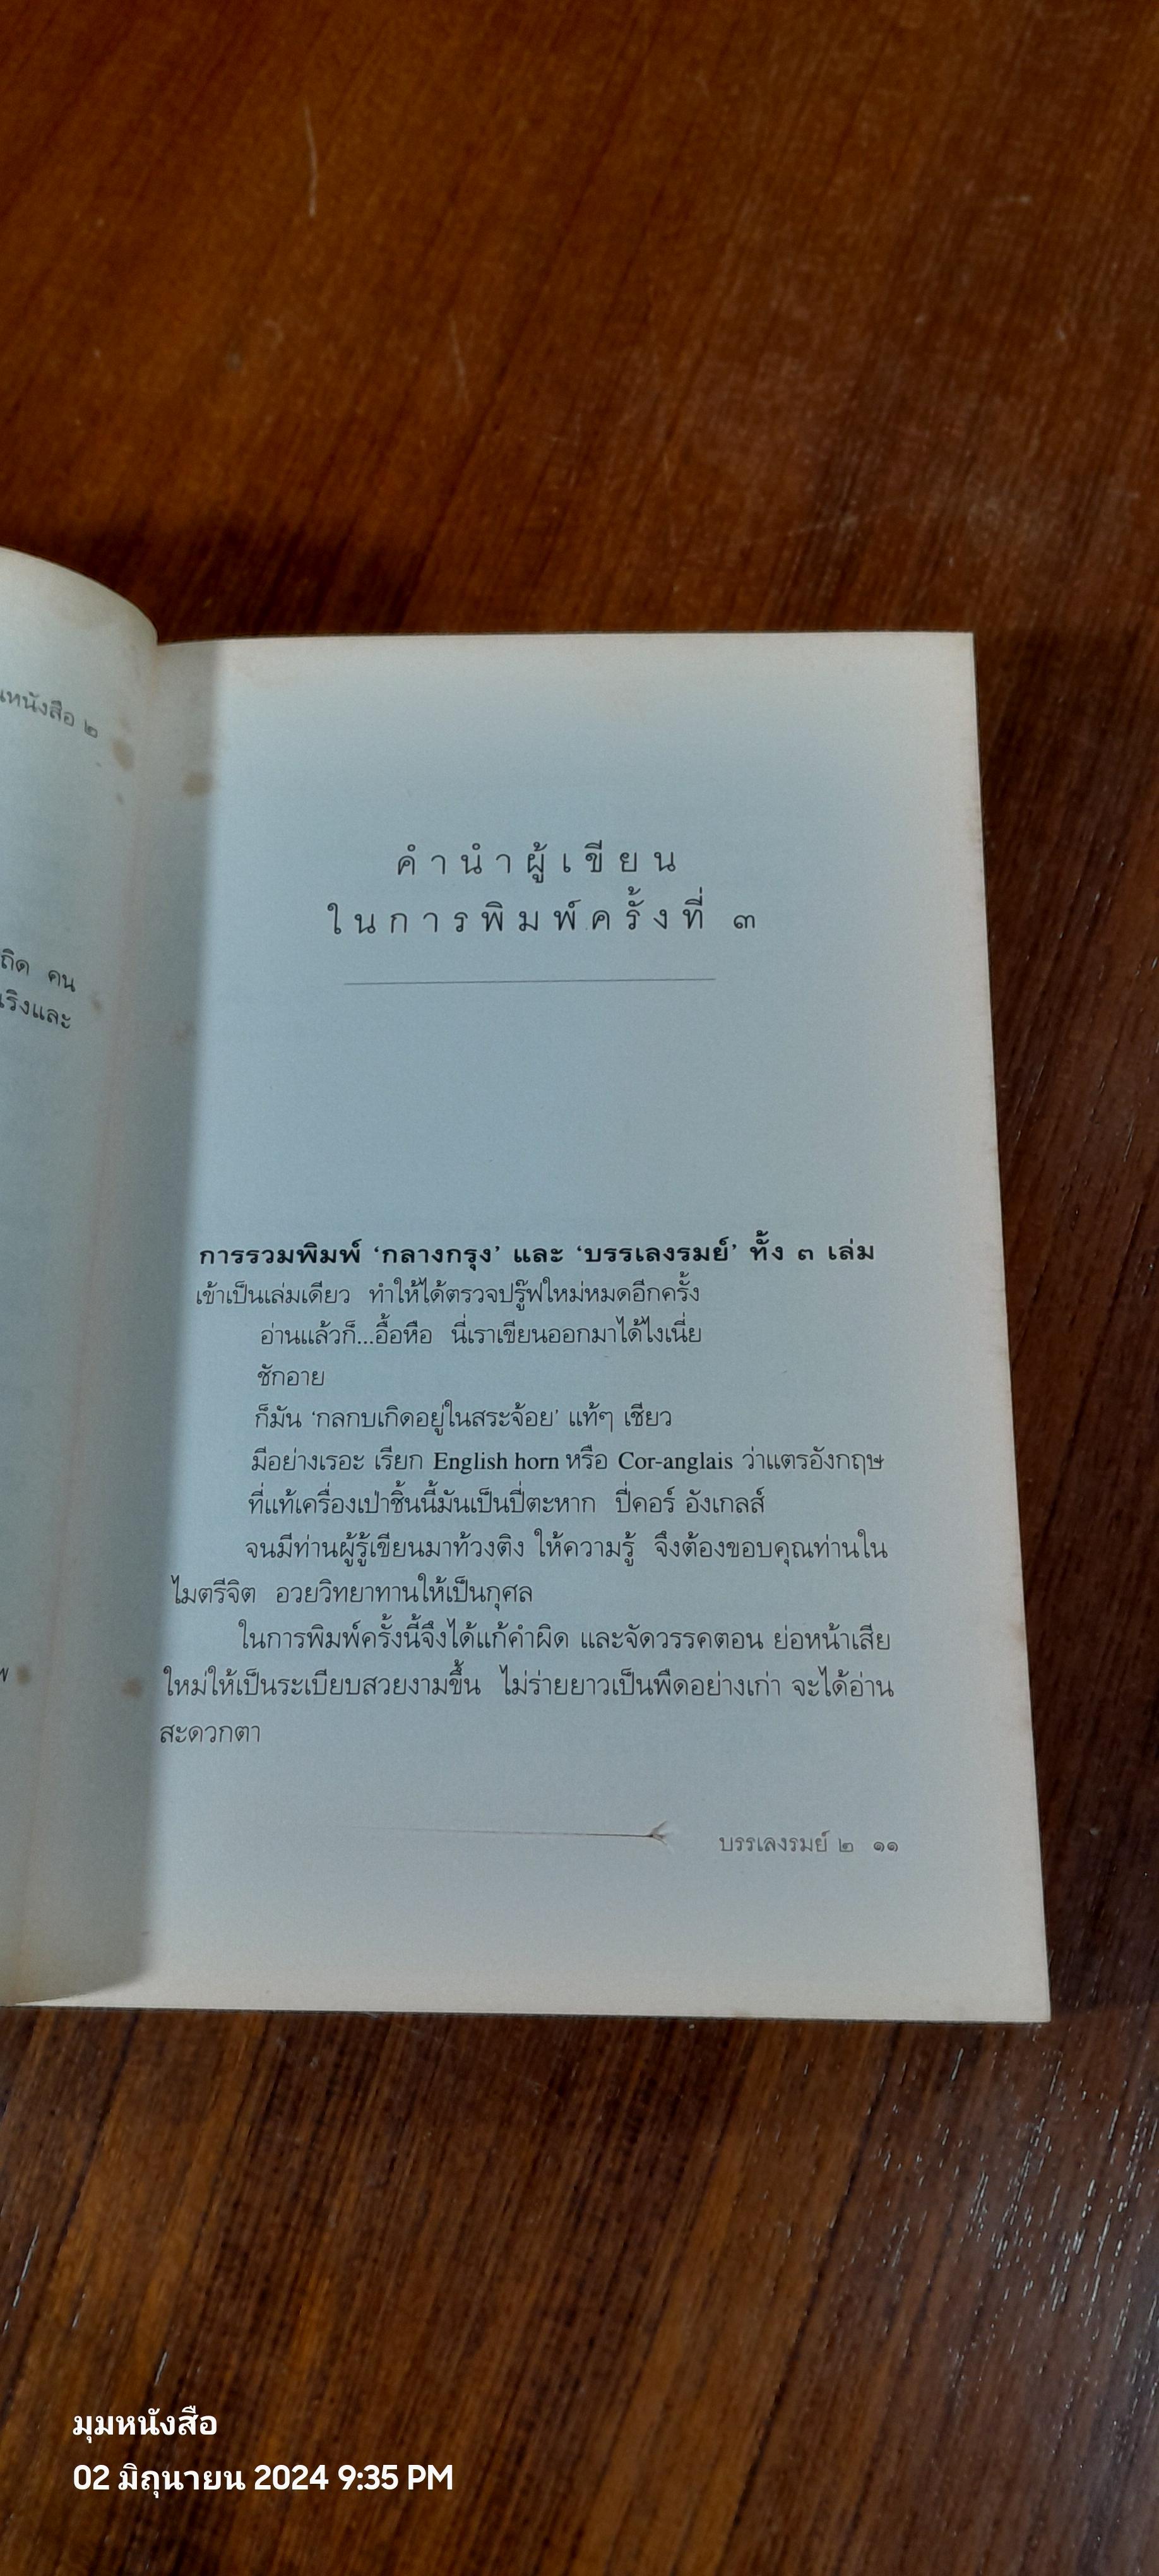 นหนังสือ ๒
ถิด คน
เริงและ
คำนำผู้เขียน
ในการพิมพ์ครั้งที่ ๓
การรวมพิมพ์ ‘กลางกรุง’ และ ‘บรรเลงรมย์’ ทั้ง ๓ เล่ม
เข้าเป็นเล่มเดียว ทำให้ได้ตรวจปรู๊ฟใหม่หมดอีกครั้ง
อ่านแล้วก็...อื้อหือ นี่เราเขียนออกมาได้ไงเนี่ย
ชักอาย
ก็มัน ‘กลกบเกิดอยู่ในสระจ้อย’ แท้ๆ เชียว
มีอย่างเรอะ เรียก English horn หรือ Cor-anglais ว่าแตรอังกฤษ
ที่แท้เครื่องเป่าชิ้นนี้มันเป็นปี่ตะหาก ปี่คอร์ อังเกลส์
จนมีท่านผู้รู้เขียนมาท้วงติง ให้ความรู้ จึงต้องขอบคุณท่านใน
ไมตรีจิต อวยวิทยาทานให้เป็นกุศล
ในการพิมพ์ครั้งนี้จึงได้แก้คำผิด และจัดวรรคตอน ย่อหน้าเสีย
ใหม่ให้เป็นระเบียบสวยงามขึ้น ไม่ร่ายยาวเป็นพืดอย่างเก่า จะได้อ่าน
สะดวกตา
บรรเลงรมย์ ๒ ๑๑
มุมหนังสือ
02 มิถุนายน 2024 9:35 PM